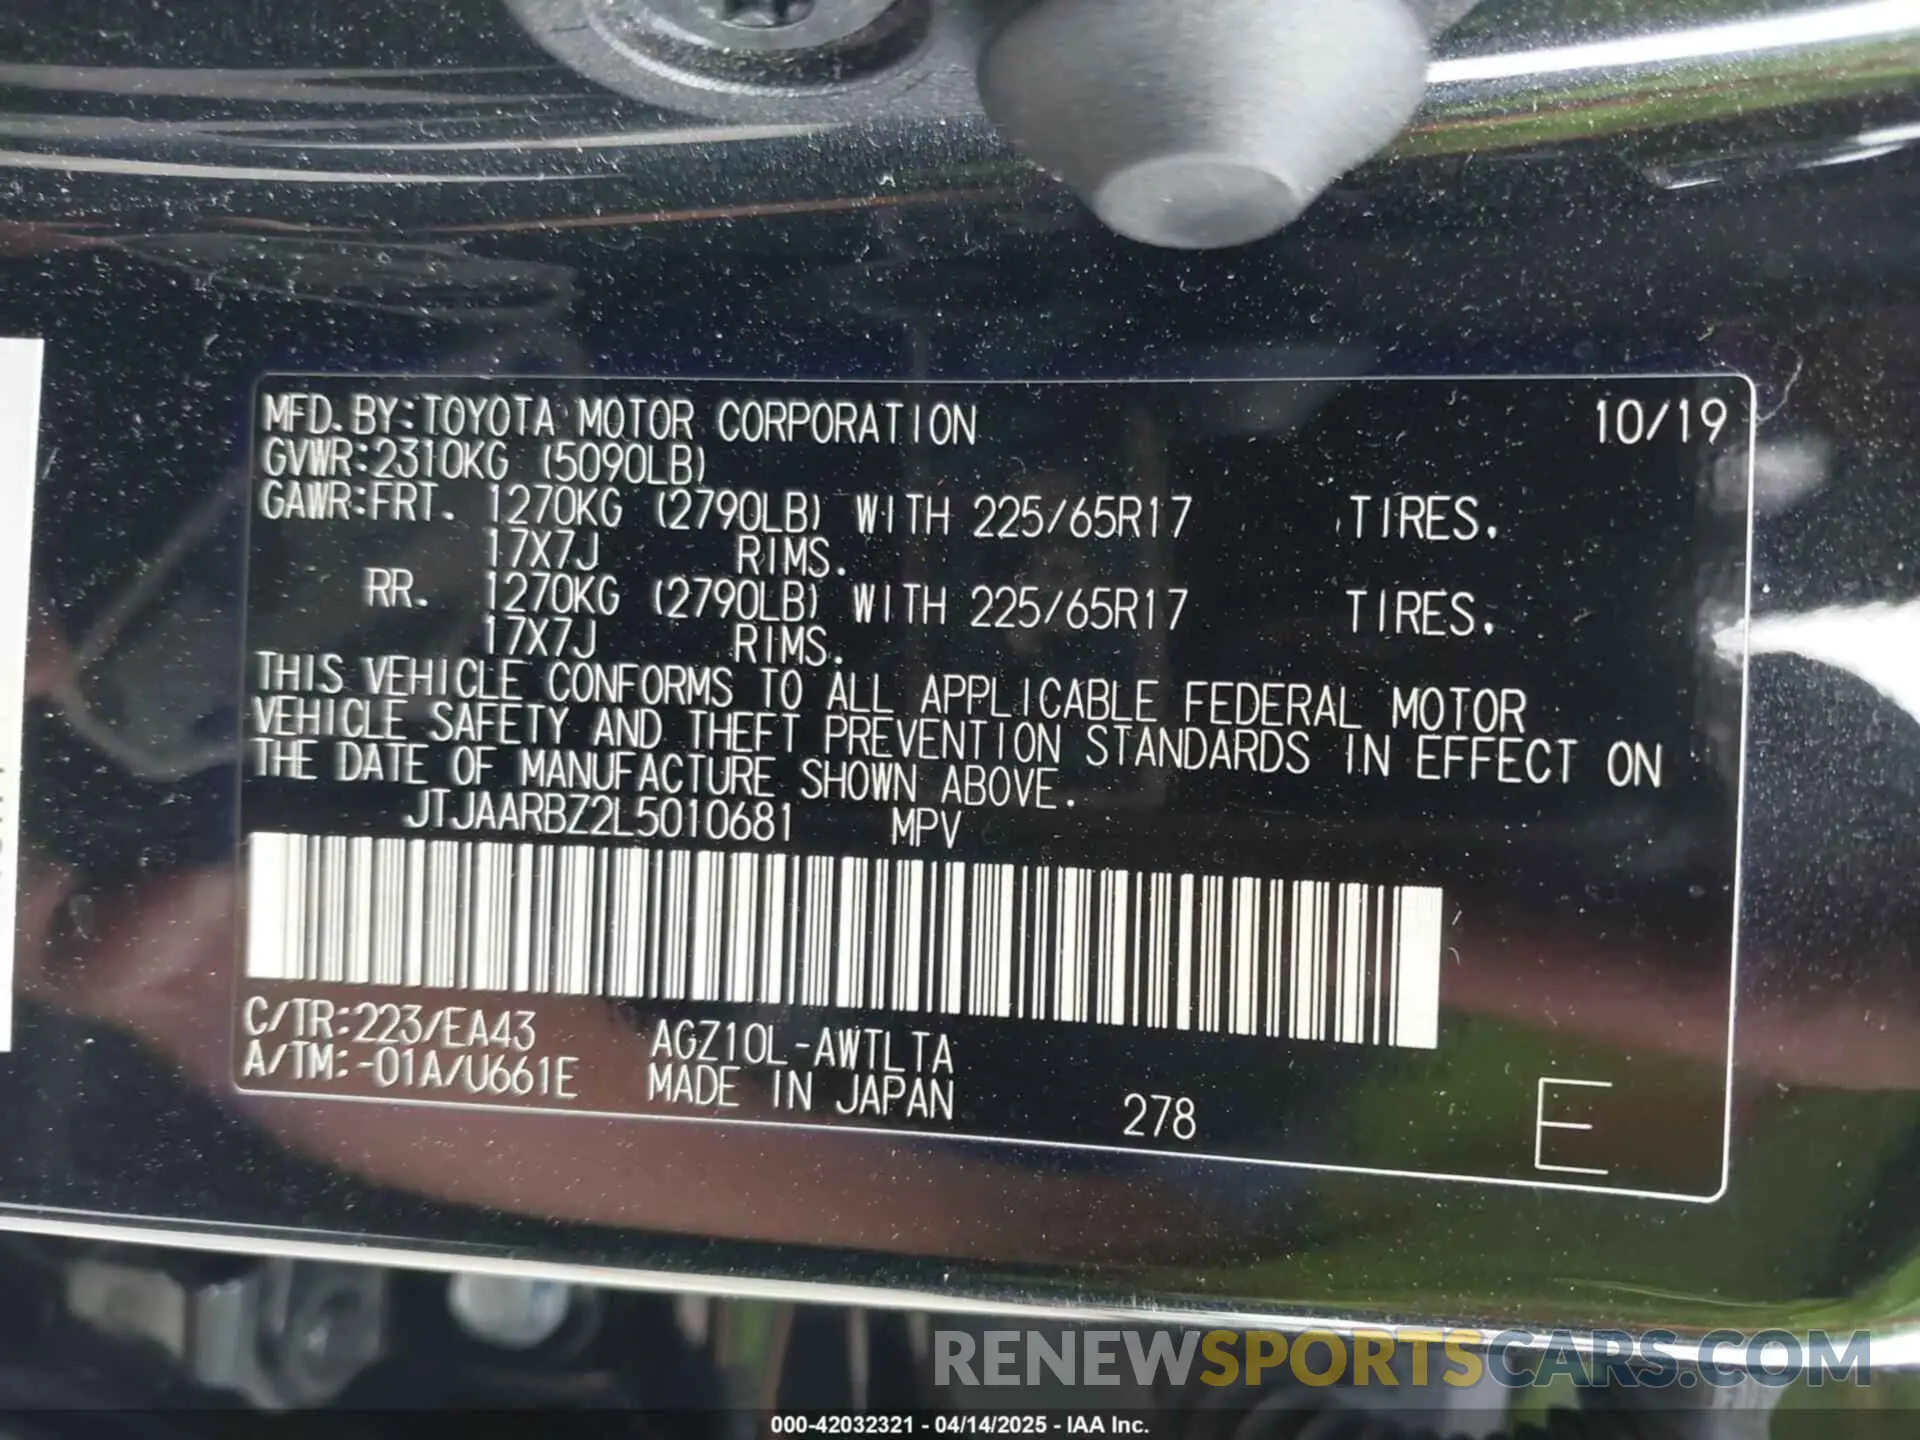 MFD. BY:TOYOTA MOTOR CORPORATION 10/19
GVWR:2310KG (5090LB)
GAWR:FRT. 1270KG (2790LB) WITH 225/65R17 TIRES.
17X7J RIMS.
RR. 1270KG (2790LB) WITH 225/65R17 TIRES.
17X7J RIMS.
THIS VEHICLE CONFORMS TO ALL APPLICABLE FEDERAL MOTOR
VEHICLE SAFETY AND THEFT PREVENTION STANDARDS IN EFFECT ON
THE DATE OF MANUFACTURE SHOWN ABOVE.
JTJAARBZ2L5010681 MPV
C/TR:223/EA43 AGZ10L-AWTLTA
A/TM:-01A/U661E MADE IN JAPAN 278 E
RENEWSPORTSCARS.COM
000-42032321 - 04/14/2025 - IAA Inc.